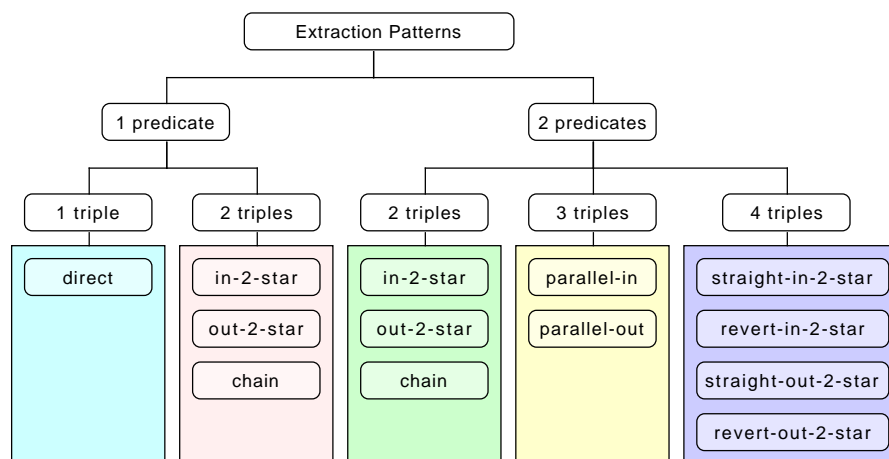 Extraction Patterns
1 predicate
2 predicates
1 triple
2 triples
2 triples
3 triples
4 triples
direct
in-2-star
in-2-star
parallel-in
straight-in-2-star
out-2-star
out-2-star
parallel-out
revert-in-2-star
chain
chain
straight-out-2-star
revert-out-2-star